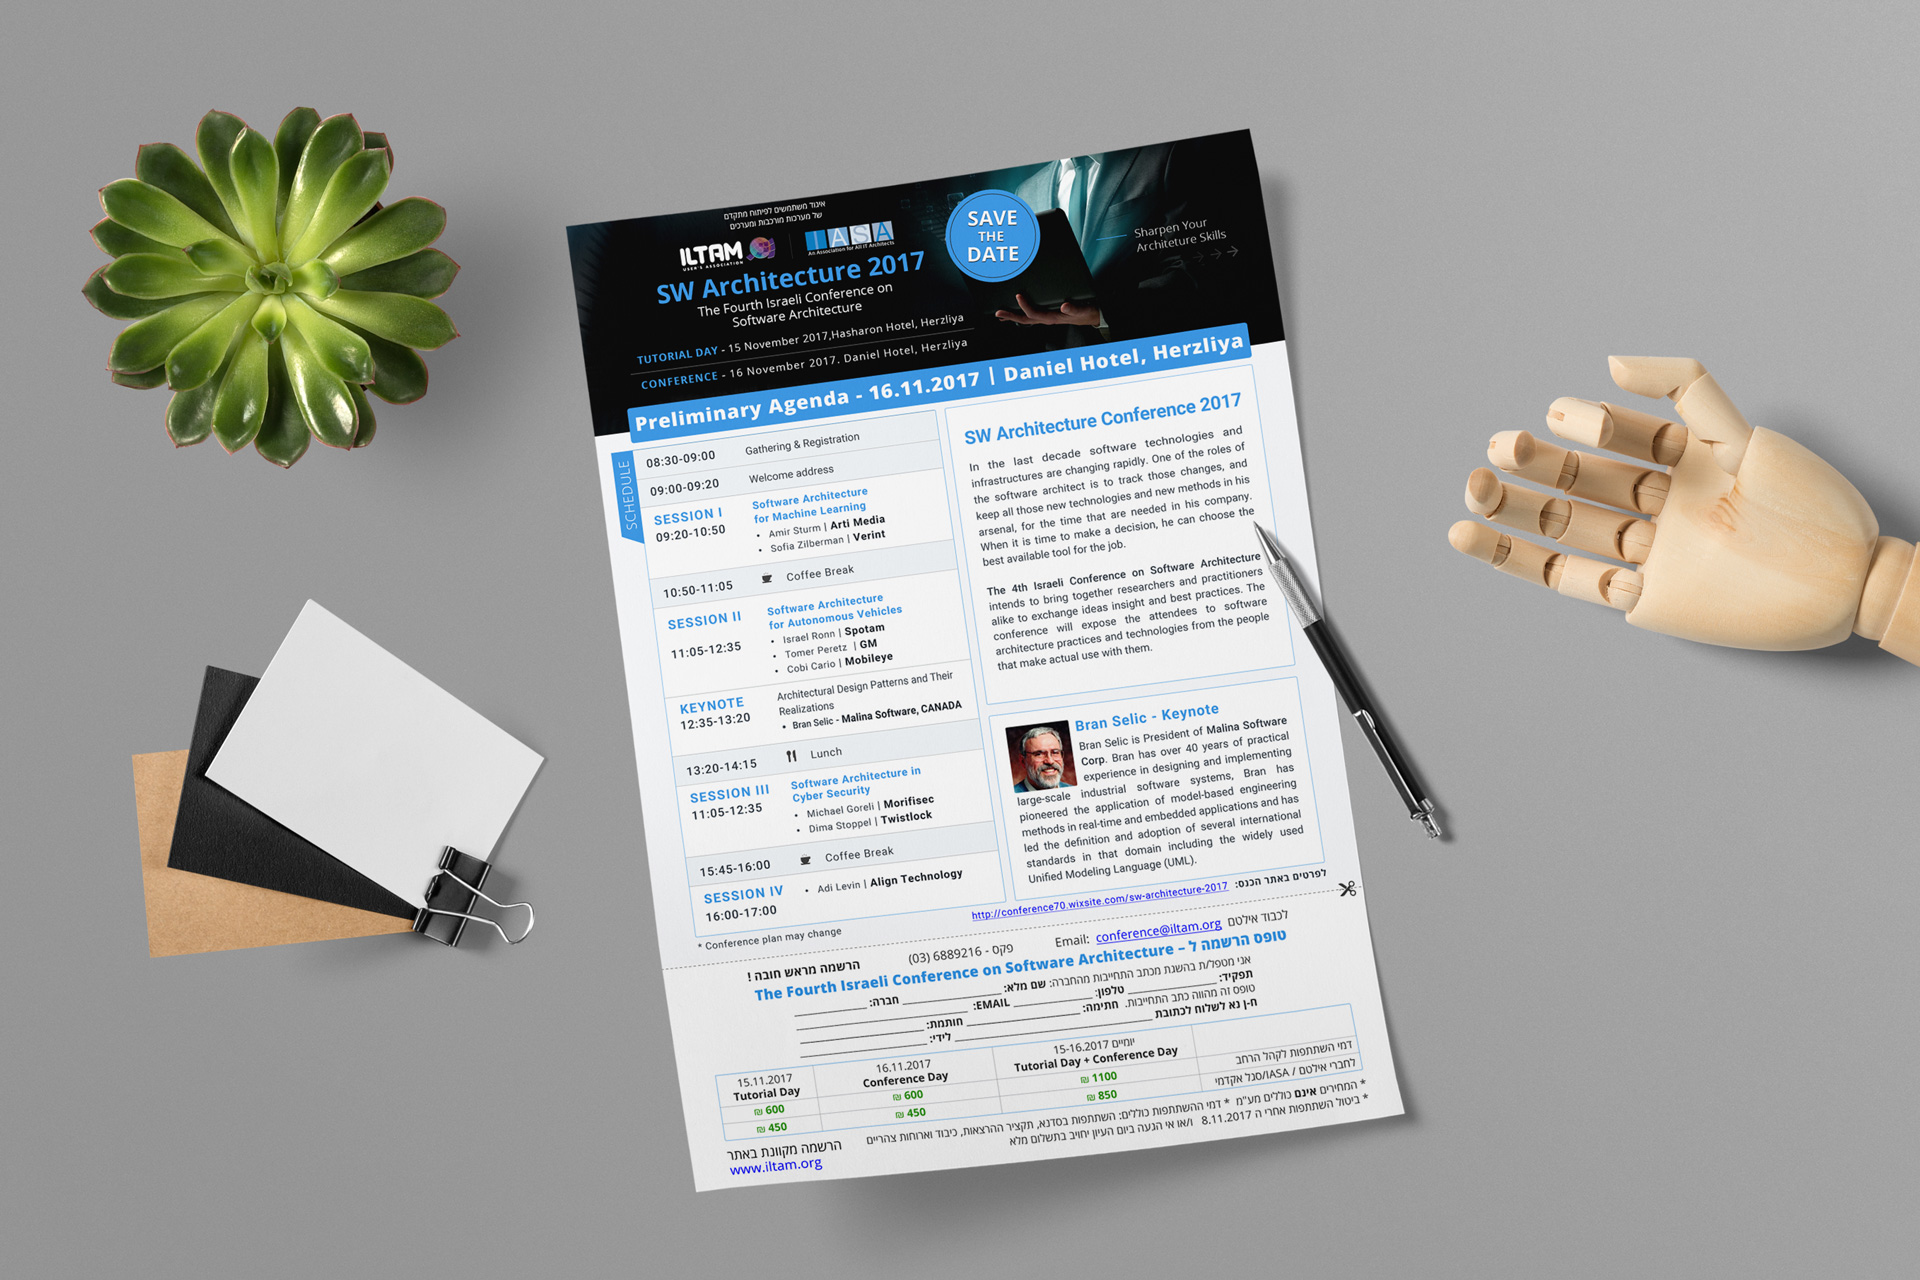 איגוד משתמשים לפיתוח מתקדם
של מערכות מורכבות ומערכים
ILTAM
USER'S ASSOCIATION
IASA
An Association for All IT Architects
SW Architecture 2017
The Fourth Israeli Conference on
Software Architecture
TUTORIAL DAY - 15 November 2017,Hasharon Hotel, Herzliya
CONFERENCE - 16 November 2017. Daniel Hotel, Herzliya
SAVE
THE
DATE
Sharpen Your
Architeture Skills
Preliminary Agenda - 16.11.2017 | Daniel Hotel, Herzliya
SCHEDULE
08:30-09:00 Gathering & Registration
09:00-09:20 Welcome address
SESSION I
09:20-10:50
Software Architecture
for Machine Learning
• Amir Sturm | Arti Media
• Sofia Zilberman | Verint
10:50-11:05 Coffee Break
SESSION II
11:05-12:35
Software Architecture
for Autonomous Vehicles
• Israel Ronn | Spotam
• Tomer Peretz | GM
• Cobi Cario | Mobileye
KEYNOTE
12:35-13:20
Architectural Design Patterns and Their
Realizations
• Bran Selic - Malina Software, CANADA
13:20-14:15 Lunch
SESSION III
11:05-12:35
Software Architecture in
Cyber Security
• Michael Goreli | Morifisec
• Dima Stoppel | Twistlock
15:45-16:00 Coffee Break
SESSION IV
16:00-17:00
• Adi Levin | Align Technology
* Conference plan may change
SW Architecture Conference 2017
In the last decade software technologies and
infrastructures are changing rapidly. One of the roles of
the software architect is to track those changes, and
keep all those new technologies and new methods in his
arsenal, for the time that are needed in his company.
When it is time to make a decision, he can choose the
best available tool for the job.
The 4th Israeli Conference on Software Architecture
intends to bring together researchers and practitioners
alike to exchange ideas insight and best practices. The
conference will expose the attendees to software
architecture practices and technologies from the people
that make actual use with them.
Bran Selic - Keynote
Bran Selic is President of Malina Software
Corp. Bran has over 40 years of practical
experience in designing and implementing
large-scale industrial software systems, Bran has
pioneered the application of model-based engineering
methods in real-time and embedded applications and has
led the definition and adoption of several international
standards in that domain including the widely used
Unified Modeling Language (UML).
לפרטים באתר הכנס: http://conference70.wixsite.com/sw-architecture-2017
לכבוד אילטם Email: conference@iltam.org פקס - 6889216 (03) הרשמה מראש חובה !
טופס הרשמה ל – The Fourth Israeli Conference on Software Architecture
אני מטפל/ת בהשגת מכתב התחייבות מהחברה: שם מלא: ____________ חברה: ____________
תפקיד: ____________ טלפון: ____________ EMAIL: ____________
טופס זה מהווה כתב התחייבות. חתימה: ____________ חותמת: ____________
ח-ן נא לשלוח לכתובת ____________ לידי: ____________
יומיים 15-16.2017 16.11.2017 15.11.2017
Tutorial Day + Conference Day Conference Day Tutorial Day
דמי השתתפות לקהל הרחב 1100 ₪ 600 ₪ 600 ₪
לחברי אילטם / IASA/סגל אקדמי 850 ₪ 450 ₪ 450 ₪
* המחירים אינם כוללים מע"מ * דמי ההשתתפות כוללים: השתתפות בסדנא, תקציר ההרצאות, כיבוד וארוחות צהריים
* ביטול השתתפות אחרי ה 8.11.2017 ו/או אי הגעה ביום העיון יחויב בתשלום מלא
הרשמה מקוונת באתר
www.iltam.org